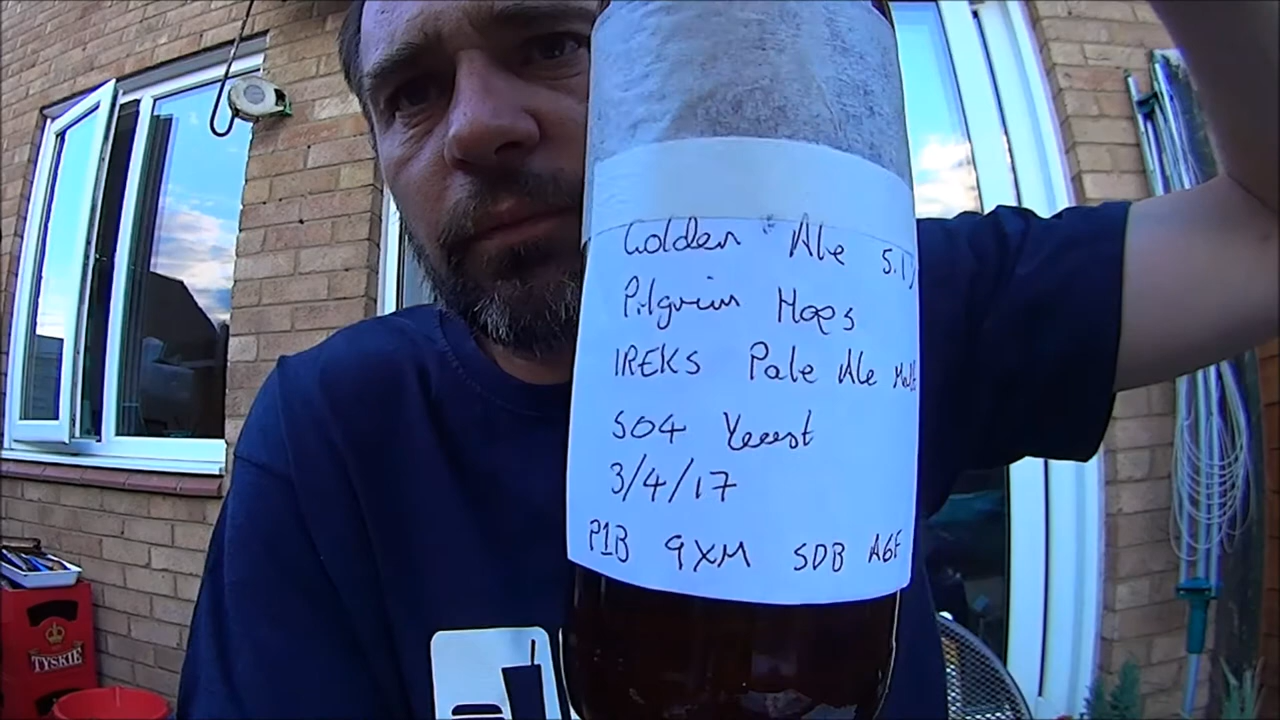 Golden Ale 5.1%
Pilgrim Hops
IREKS Pale Ale Malt
S04 Yeast
3/4/17
P1B 9XM SDB A6F
TYSKIE